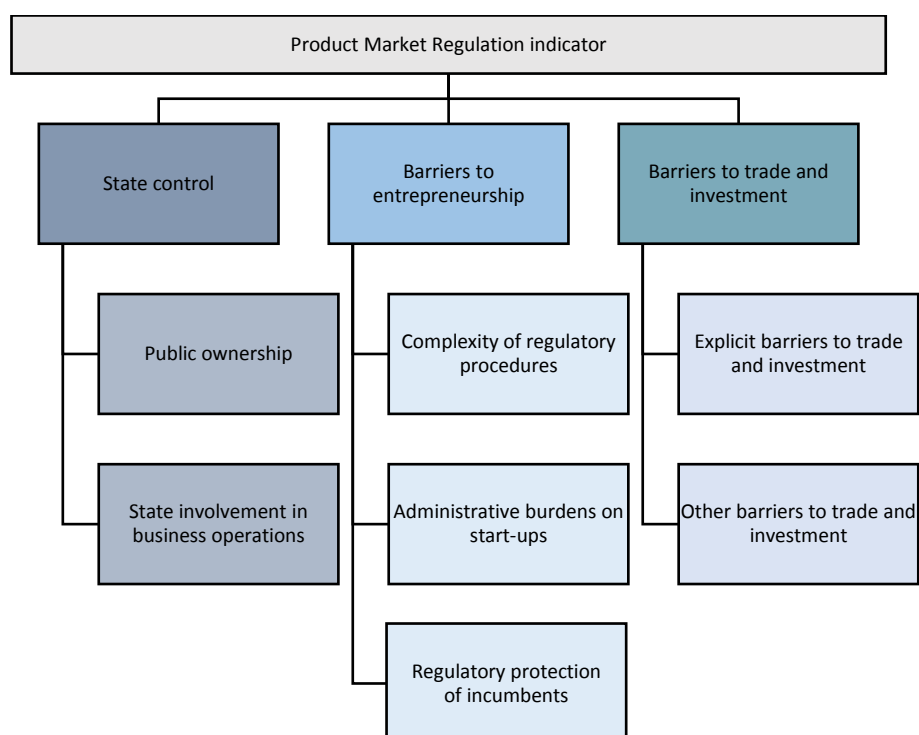 Product Market Regulation indicator
State control
Barriers to
entrepreneurship
Barriers to trade and
investment
Public ownership
Complexity of regulatory
procedures
Explicit barriers to trade
and investment
State involvement in
business operations
Administrative burdens on
start-ups
Other barriers to trade and
investment
Regulatory protection
of incumbents